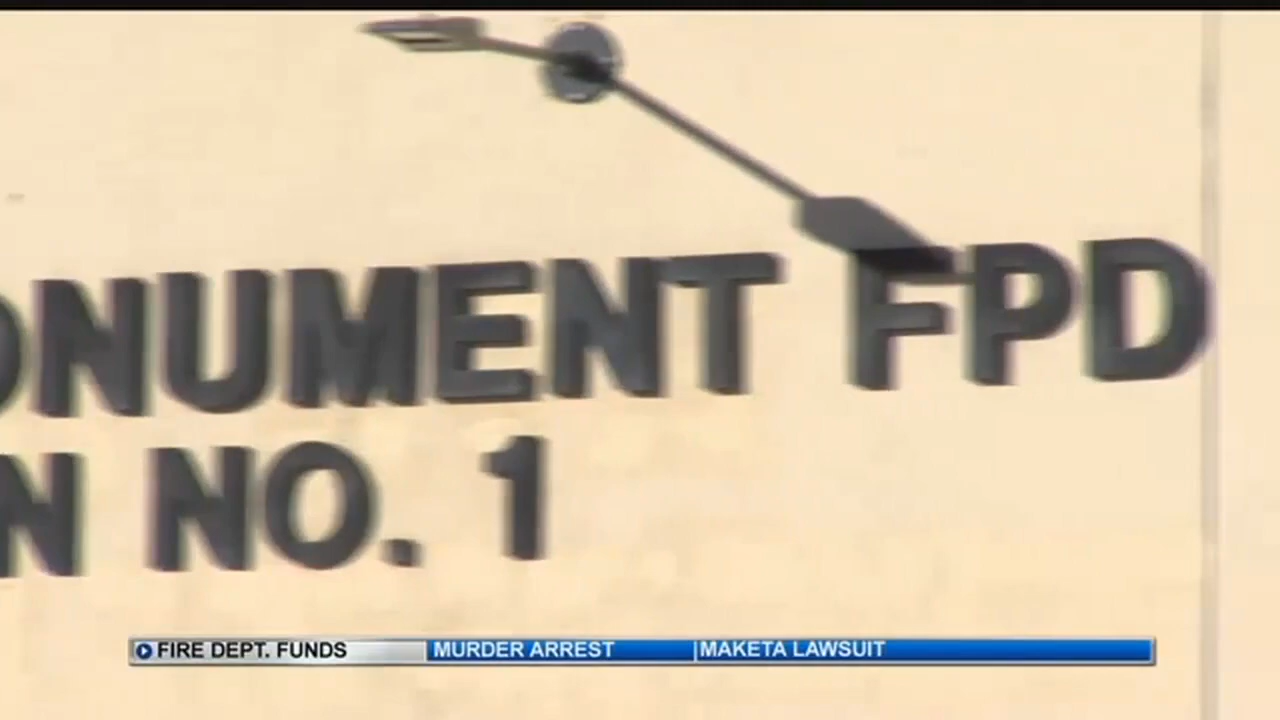 ONUMENT FPD
N NO. 1
FIRE DEPT. FUNDS MURDER ARREST MAKETA LAWSUIT